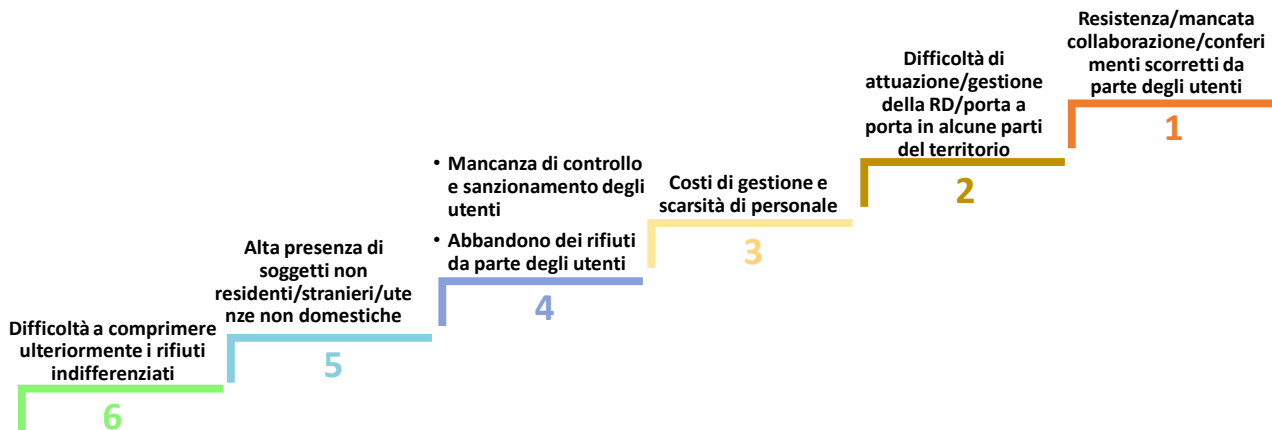 Resistenza/mancata
collaborazione/conferi
menti scorretti da
parte degli utenti
1
Difficoltà di
attuazione/gestione
della RD/porta a
porta in alcune parti
del territorio
2
Costi di gestione e
scarsità di personale
3
• Mancanza di controllo
e sanzionamento degli
utenti
• Abbandono dei rifiuti
da parte degli utenti
4
Alta presenza di
soggetti non
residenti/stranieri/ute
nze non domestiche
5
Difficoltà a comprimere
ulteriormente i rifiuti
indifferenziati
6